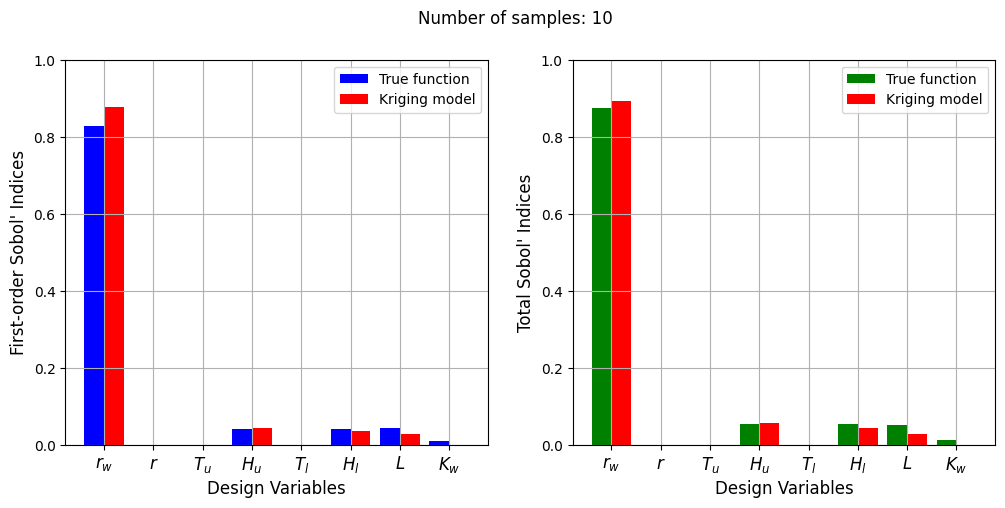 Number of samples: 10
1.0
0.8
0.6
0.4
0.2
0.0
First-order Sobol' Indices
True function
Kriging model
r_w r T_u H_u T_l H_l L K_w
Design Variables
1.0
0.8
0.6
0.4
0.2
0.0
Total Sobol' Indices
True function
Kriging model
r_w r T_u H_u T_l H_l L K_w
Design Variables